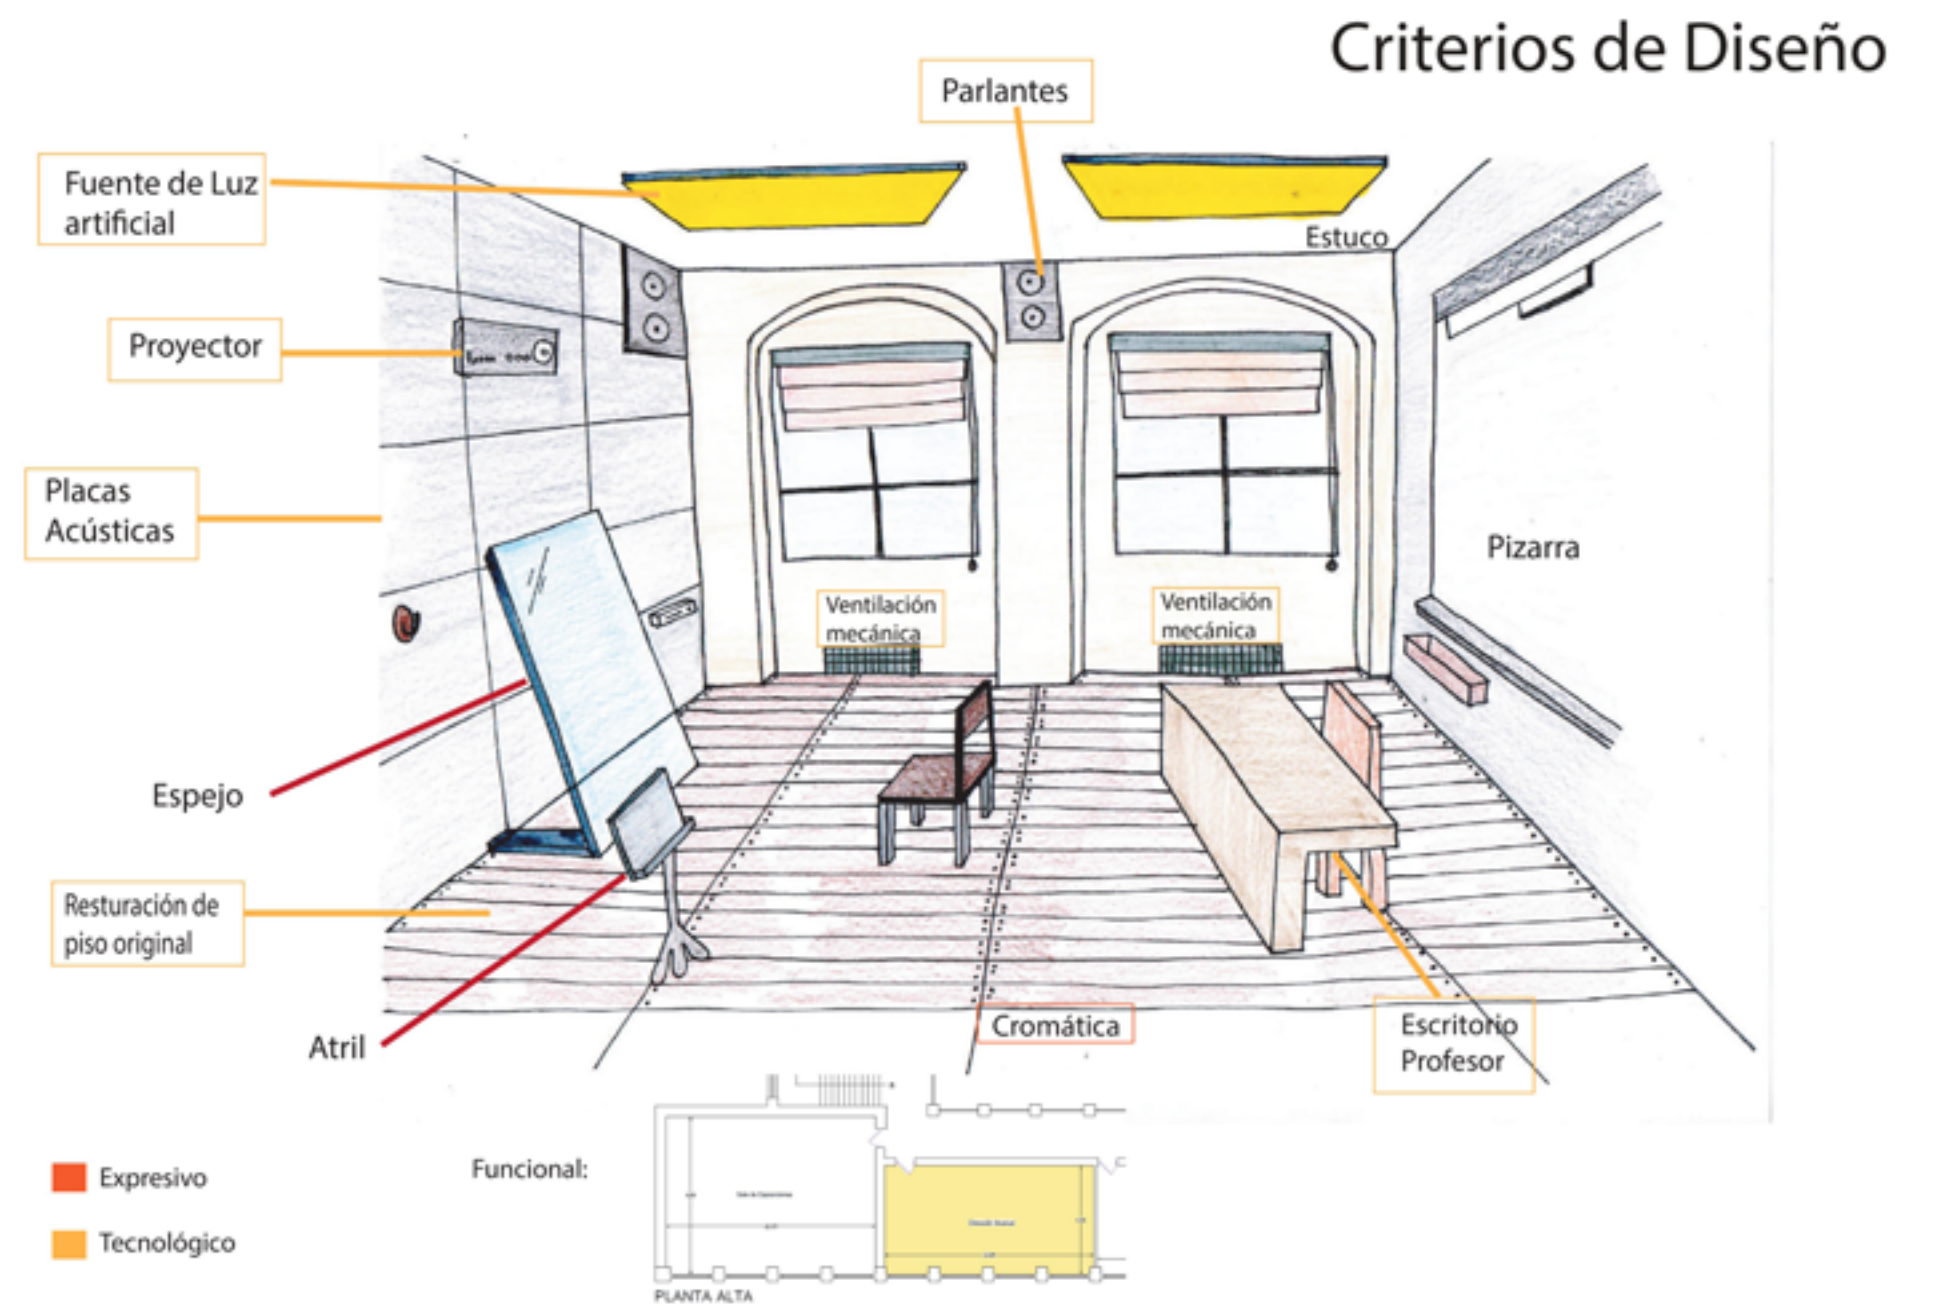 Criterios de Diseño
Parlantes
Fuente de Luz
artificial
Estuco
Proyector
Placas
Acústicas
Pizarra
Ventilación
mecánica
Ventilación
mecánica
Espejo
Resturación de
piso original
Atril
Cromática
Escritorio
Profesor
Expresivo
Tecnológico
Funcional:
PLANTA ALTA